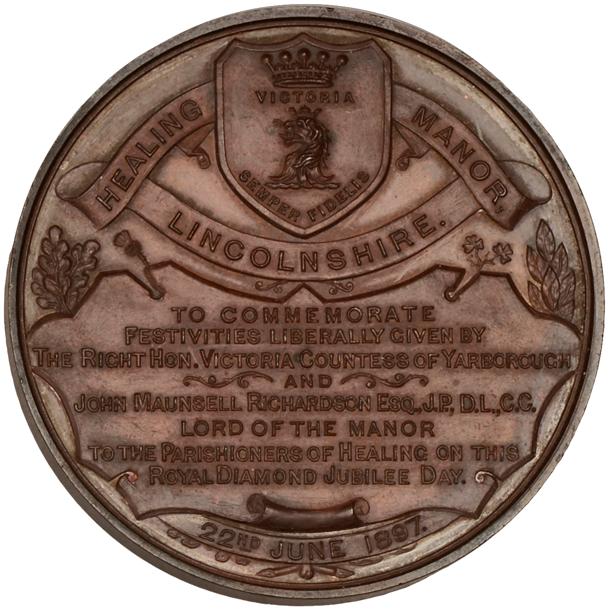 VICTORIA
SEMPER FIDELIS
HEALING MANOR,
LINCOLNSHIRE.
TO COMMEMORATE
FESTIVITIES LIBERALLY GIVEN BY
THE RIGHT HON. VICTORIA COUNTESS OF YARBOROUGH
AND
JOHN MAUNSELL RICHARDSON ESQ., J.P., D.L., C.C.
LORD OF THE MANOR
TO THE PARISHIONERS OF HEALING ON THIS
ROYAL DIAMOND JUBILEE DAY.
22ND JUNE 1897.